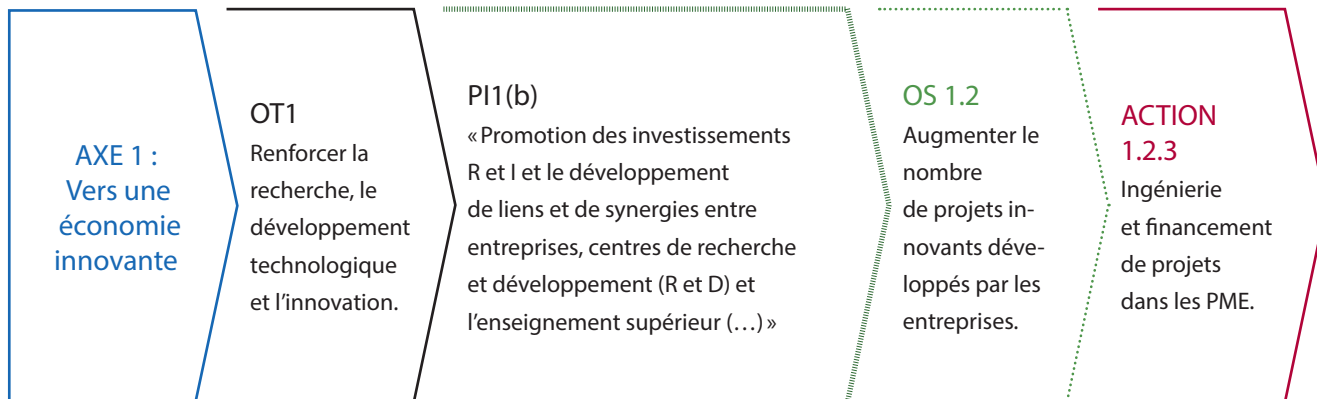 AXE 1 :
Vers une
économie
innovante
OT1
Renforcer la
recherche, le
développement
technologique
et l’innovation.
PI1(b)
« Promotion des investissements
R et I et le développement
de liens et de synergies entre
entreprises, centres de recherche
et développement (R et D) et
l’enseignement supérieur (…) »
OS 1.2
Augmenter le
nombre
de projets in-
novants déve-
loppés par les
entreprises.
ACTION
1.2.3
Ingénierie
et financement
de projets
dans les PME.